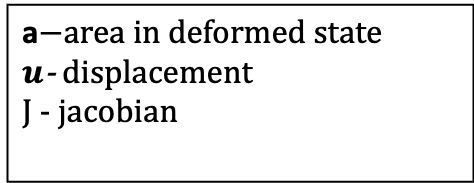 a−area in deformed state
u- displacement
J - jacobian